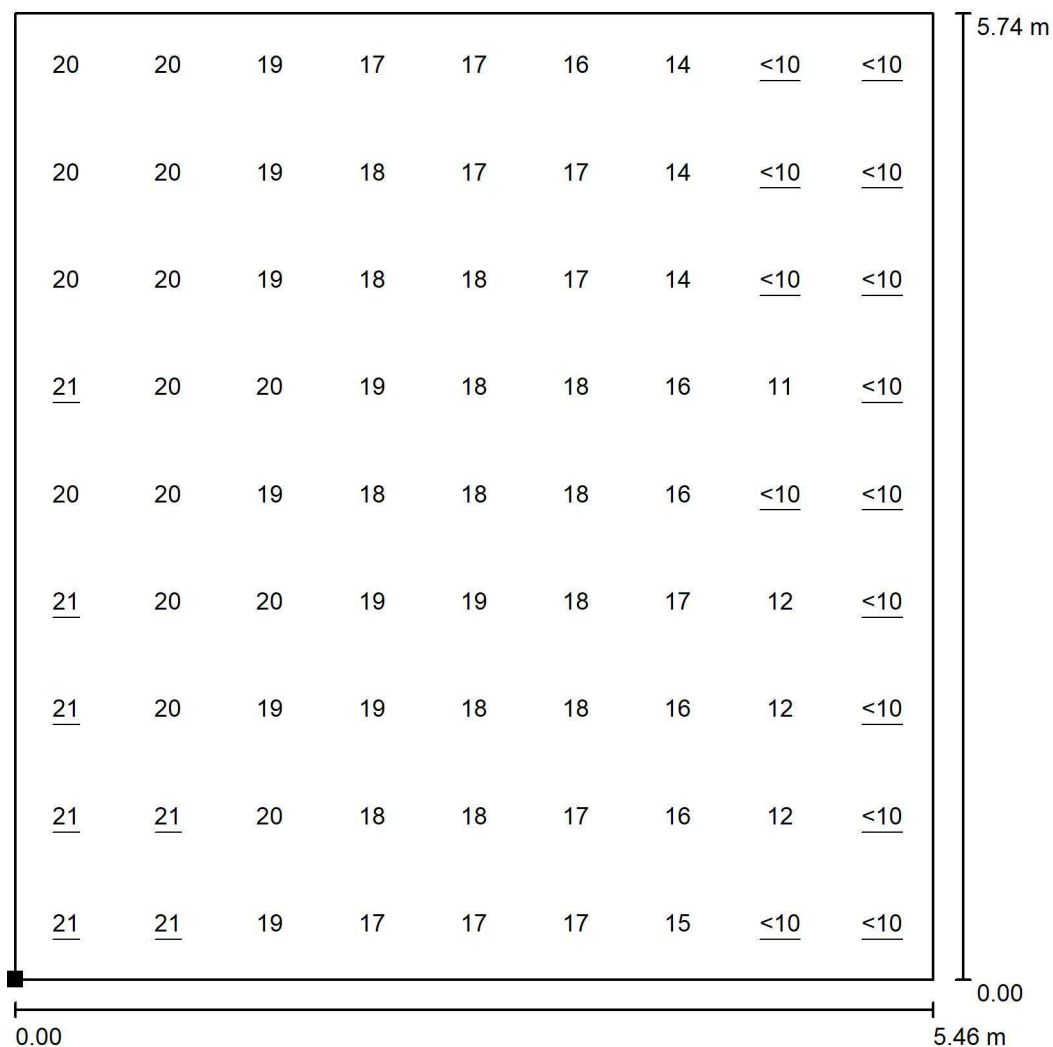 5.74 m
20 20 19 17 17 16 14 <10 <10
20 20 19 18 17 17 14 <10 <10
20 20 19 18 18 17 14 <10 <10
21 20 20 19 18 18 16 11 <10
20 20 19 18 18 18 16 <10 <10
21 20 20 19 19 18 17 12 <10
21 20 19 19 18 18 16 12 <10
21 21 20 18 18 17 16 12 <10
21 21 19 17 17 17 15 <10 <10
0.00
0.00 5.46 m